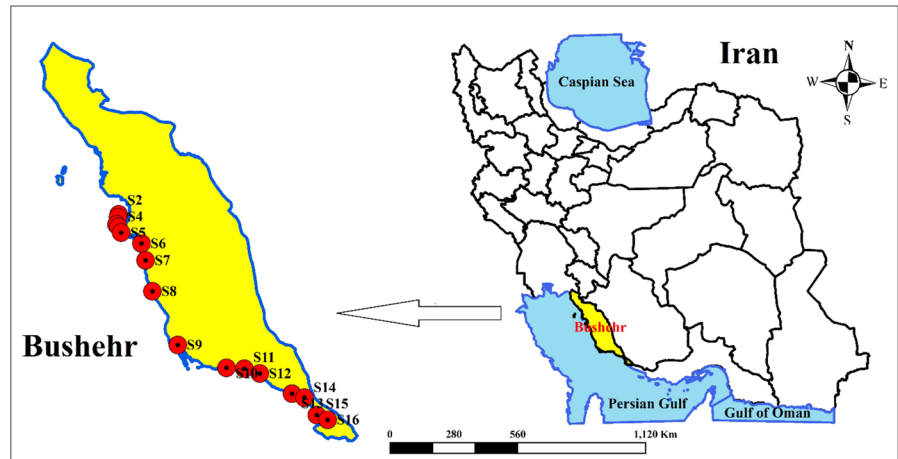 Iran
Caspian Sea
N
W
E
S
S2
S4
S5
S6
S7
S8
S9
S11
S10
S12
S14
S13
S15
S16
Bushehr
Bushehr
Persian Gulf
Gulf of Oman
0
280
560
1,120 Km